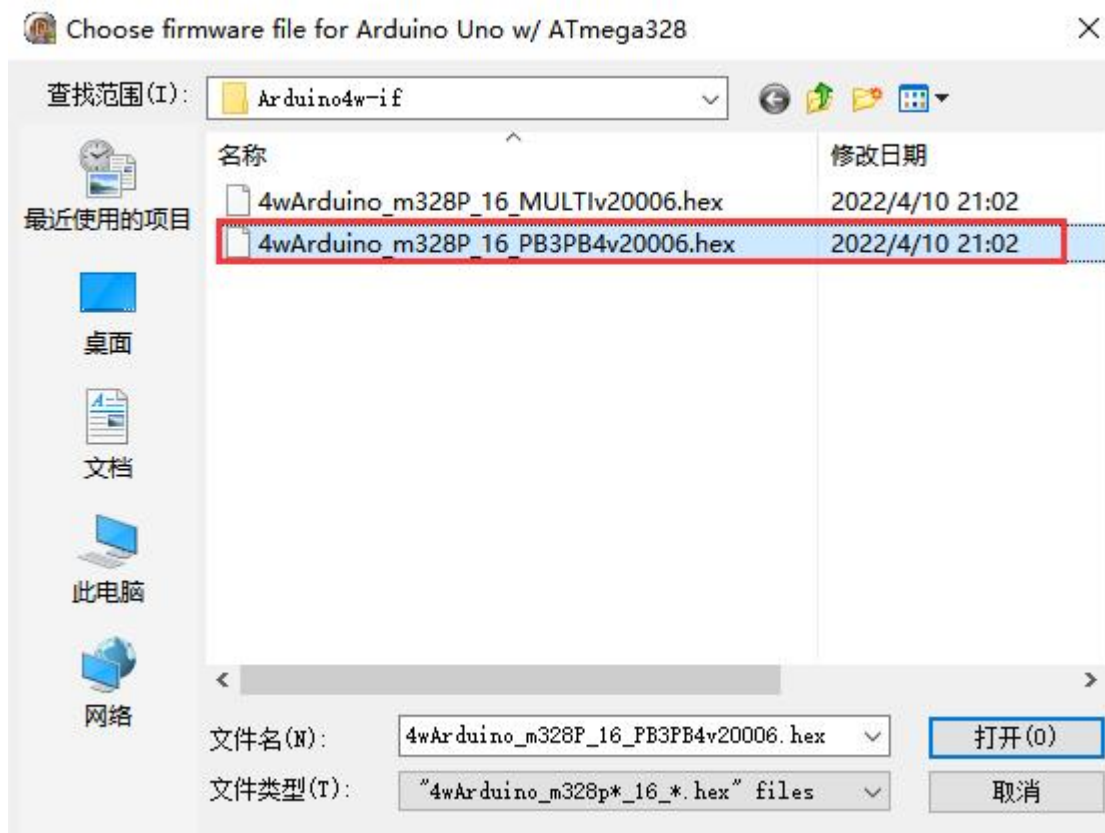 Choose firmware file for Arduino Uno w/ ATmega328
查找范围(I):
Arduino4w-if
名称
修改日期
4wArduino_m328P_16_MULTIv20006.hex
2022/4/10 21:02
4wArduino_m328P_16_PB3PB4v20006.hex
2022/4/10 21:02
最近使用的项目
桌面
文档
此电脑
网络
文件名(N):
4wArduino_m328P_16_PB3PB4v20006.hex
打开(O)
文件类型(T):
"4wArduino_m328p*_16_*.hex" files
取消